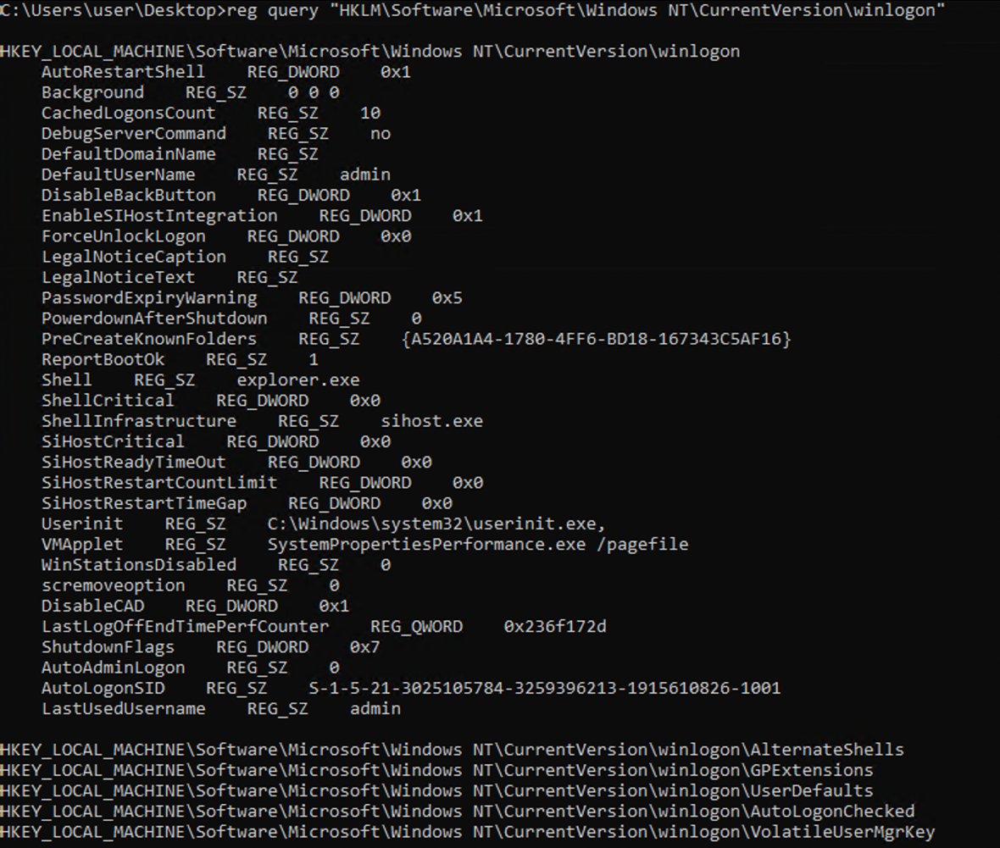 C:\Users\user\Desktop>reg query "HKLM\Software\Microsoft\Windows NT\CurrentVersion\winlogon"
HKEY_LOCAL_MACHINE\Software\Microsoft\Windows NT\CurrentVersion\winlogon
AutoRestartShell REG_DWORD 0x1
Background REG_SZ 0 0 0
CachedLogonsCount REG_SZ 10
DebugServerCommand REG_SZ no
DefaultDomainName REG_SZ
DefaultUserName REG_SZ admin
DisableBackButton REG_DWORD 0x1
EnableSIHostIntegration REG_DWORD 0x1
ForceUnlockLogon REG_DWORD 0x0
LegalNoticeCaption REG_SZ
LegalNoticeText REG_SZ
PasswordExpiryWarning REG_DWORD 0x5
PowerdownAfterShutdown REG_SZ 0
PreCreateKnownFolders REG_SZ {A520A1A4-1780-4FF6-BD18-167343C5AF16}
ReportBootOk REG_SZ 1
Shell REG_SZ explorer.exe
ShellCritical REG_DWORD 0x0
ShellInfrastructure REG_SZ sihost.exe
SiHostCritical REG_DWORD 0x0
SiHostReadyTimeOut REG_DWORD 0x0
SiHostRestartCountLimit REG_DWORD 0x0
SiHostRestartTimeGap REG_DWORD 0x0
Userinit REG_SZ C:\Windows\system32\userinit.exe,
VMApplet REG_SZ SystemPropertiesPerformance.exe /pagefile
WinStationsDisabled REG_SZ 0
scremoveoption REG_SZ 0
DisableCAD REG_DWORD 0x1
LastLogOffEndTimePerfCounter REG_QWORD 0x236f172d
ShutdownFlags REG_DWORD 0x7
AutoAdminLogon REG_SZ 0
AutoLogonSID REG_SZ S-1-5-21-3025105784-3259396213-1915610826-1001
LastUsedUsername REG_SZ admin
HKEY_LOCAL_MACHINE\Software\Microsoft\Windows NT\CurrentVersion\winlogon\AlternateShells
HKEY_LOCAL_MACHINE\Software\Microsoft\Windows NT\CurrentVersion\winlogon\GPExtensions
HKEY_LOCAL_MACHINE\Software\Microsoft\Windows NT\CurrentVersion\winlogon\UserDefaults
HKEY_LOCAL_MACHINE\Software\Microsoft\Windows NT\CurrentVersion\winlogon\AutoLogonChecked
HKEY_LOCAL_MACHINE\Software\Microsoft\Windows NT\CurrentVersion\winlogon\VolatileUserMgrKey